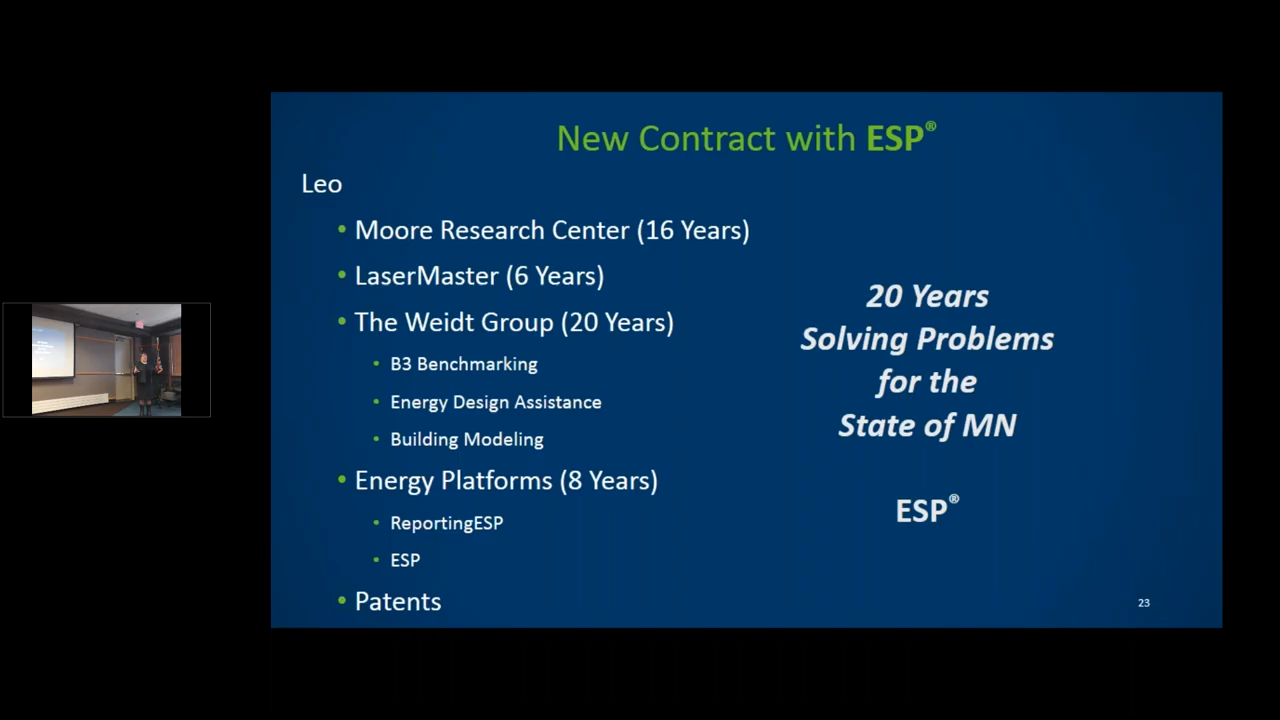 New Contract with ESP®
Leo
• Moore Research Center (16 Years)
• LaserMaster (6 Years)
• The Weidt Group (20 Years)
• B3 Benchmarking
• Energy Design Assistance
• Building Modeling
• Energy Platforms (8 Years)
• ReportingESP
• ESP
• Patents
20 Years
Solving Problems
for the
State of MN
ESP®
23